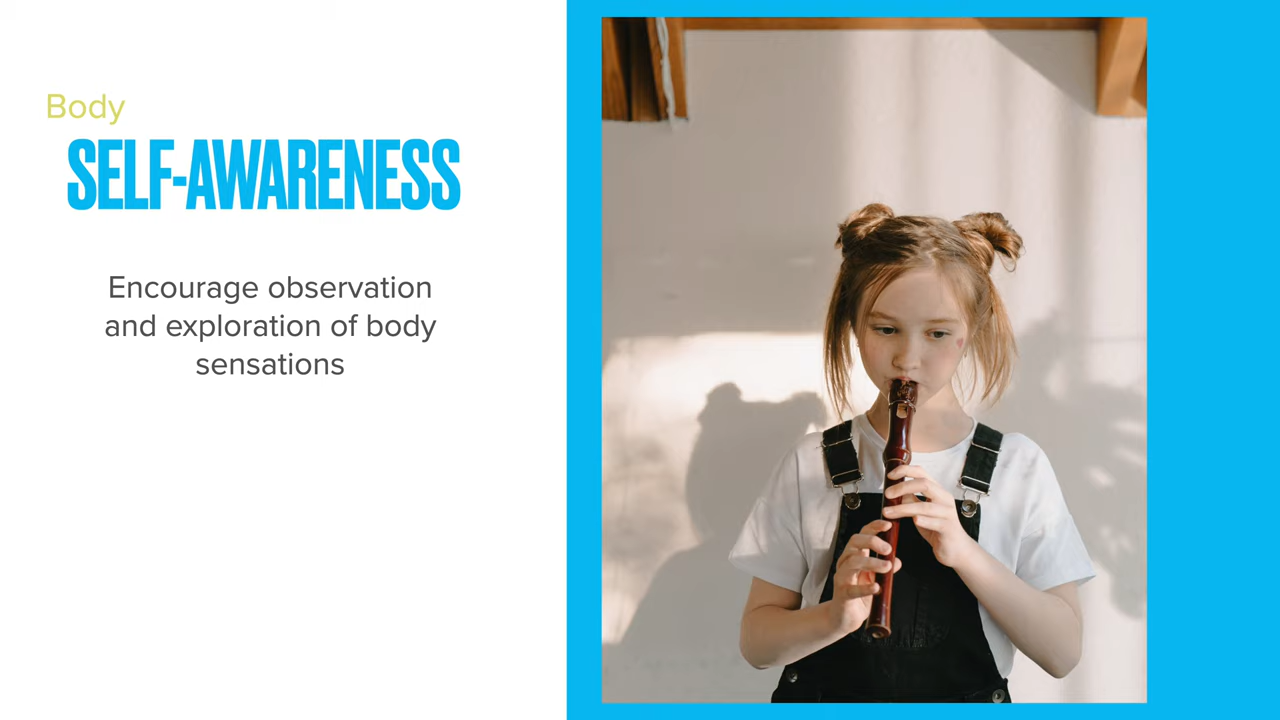 Body
SELF-AWARENESS
Encourage observation
and exploration of body
sensations